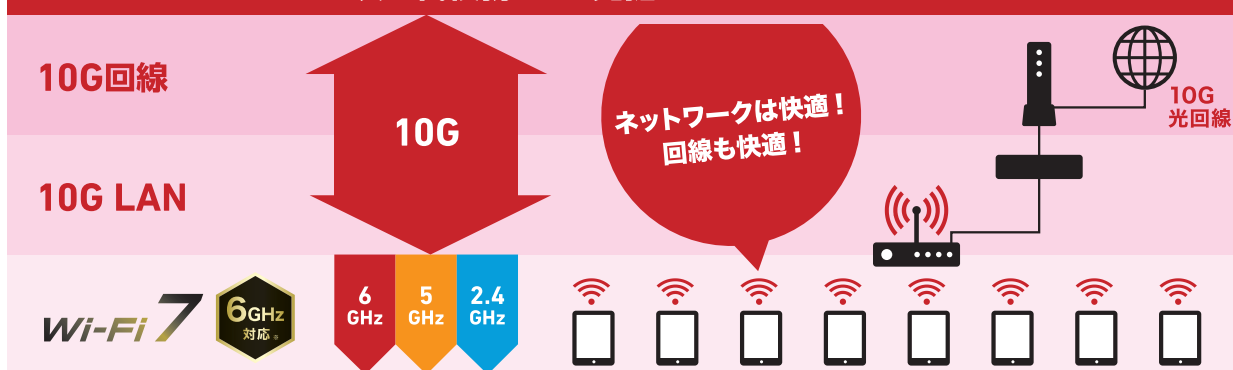 10G回線
10G
ネットワークは快適！
回線も快適！
10G
光回線
10G LAN
Wi-Fi 7
6GHz
対応※
6
GHz
5
GHz
2.4
GHz